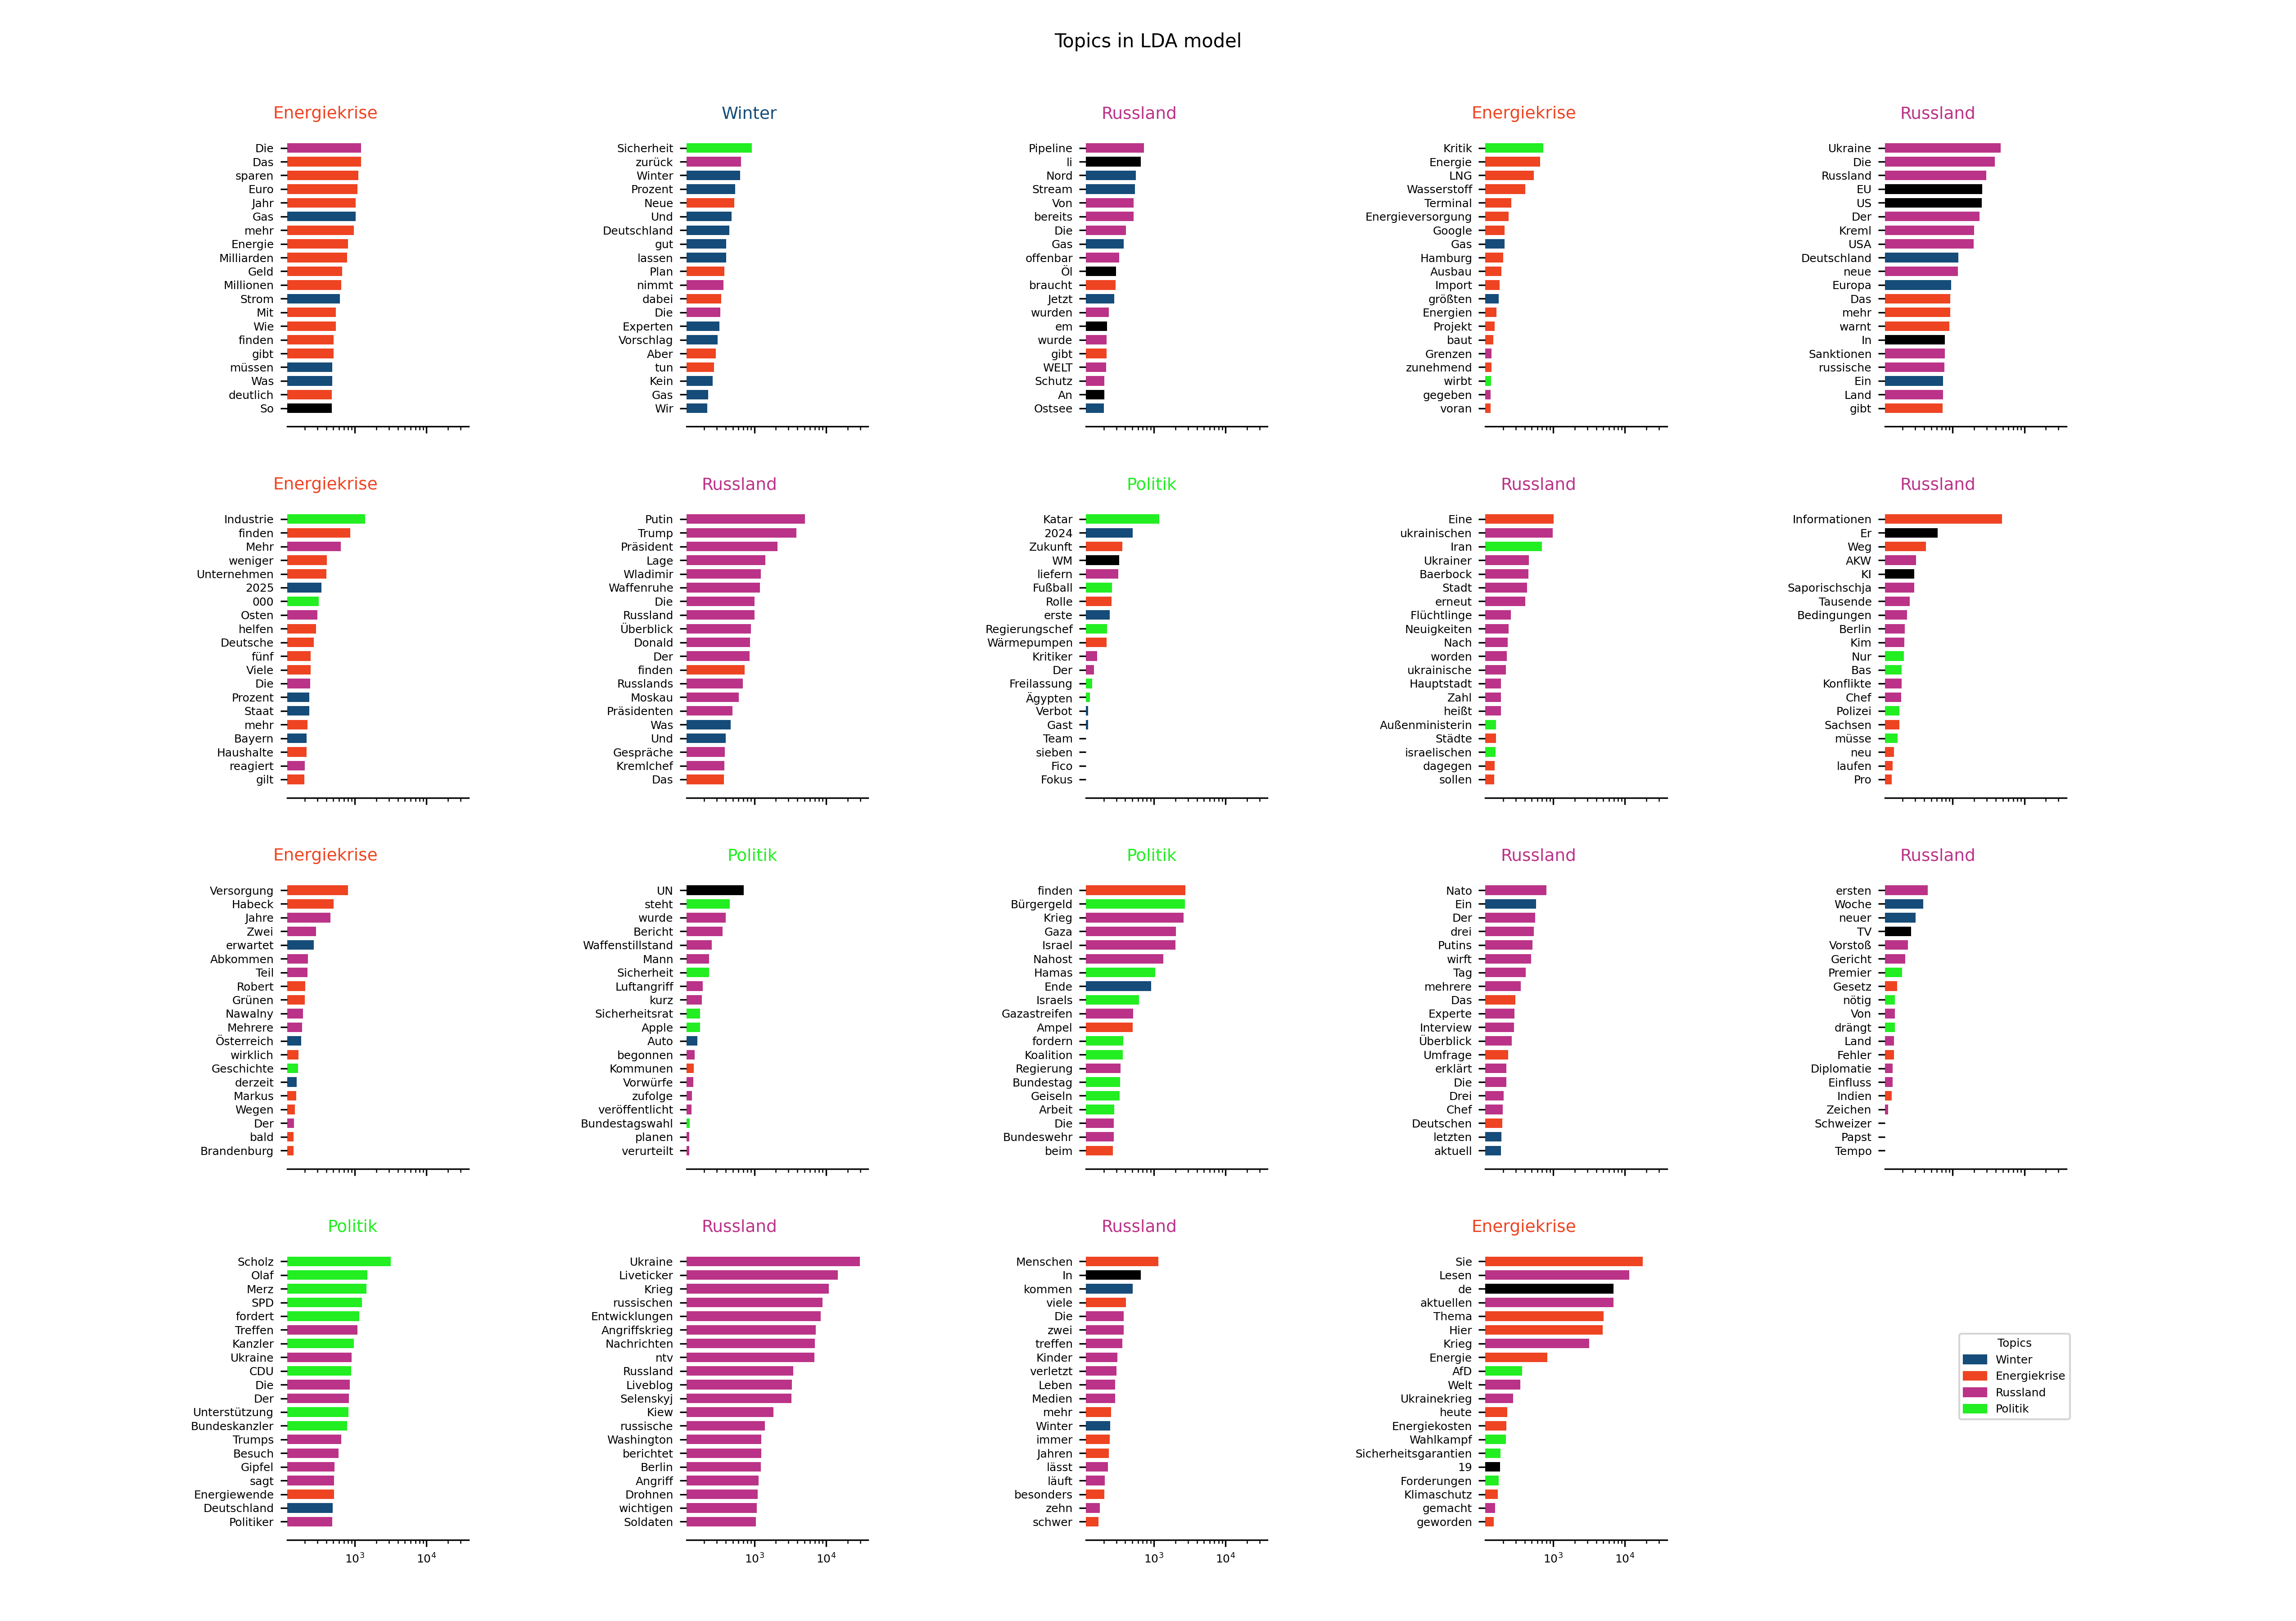 Topics in LDA model
Energiekrise
Die
Das
sparen
Euro
Jahr
Gas
mehr
Energie
Milliarden
Geld
Millionen
Strom
Mit
Wie
finden
gibt
müssen
Was
deutlich
So
Winter
Sicherheit
zurück
Winter
Prozent
Neue
Und
Deutschland
gut
lassen
Plan
nimmt
dabei
Die
Experten
Vorschlag
Aber
tun
Kein
Gas
Wir
Russland
Pipeline
li
Nord
Stream
Von
bereits
Die
Gas
offenbar
Öl
braucht
Jetzt
wurden
em
wurde
gibt
WELT
Schutz
An
Ostsee
Energiekrise
Kritik
Energie
LNG
Wasserstoff
Terminal
Energieversorgung
Google
Gas
Hamburg
Ausbau
Import
größten
Energien
Projekt
baut
Grenzen
zunehmend
wirbt
gegeben
voran
Russland
Ukraine
Die
Russland
EU
US
Der
Kreml
USA
Deutschland
neue
Europa
Das
mehr
warnt
In
Sanktionen
russische
Ein
Land
gibt
Energiekrise
Industrie
finden
Mehr
weniger
Unternehmen
2025
000
Osten
helfen
Deutsche
fünf
Viele
Die
Prozent
Staat
mehr
Bayern
Haushalte
reagiert
gilt
Russland
Putin
Trump
Präsident
Lage
Wladimir
Waffenruhe
Die
Russland
Überblick
Donald
Der
finden
Russlands
Moskau
Präsidenten
Was
Und
Gespräche
Kremlchef
Das
Politik
Katar
2024
Zukunft
WM
liefern
Fußball
Rolle
erste
Regierungschef
Wärmepumpen
Kritiker
Der
Freilassung
Ägypten
Verbot
Gast
Team
sieben
Fico
Fokus
Russland
Eine
ukrainischen
Iran
Ukrainer
Baerbock
Stadt
erneut
Flüchtlinge
Neuigkeiten
Nach
worden
ukrainische
Hauptstadt
Zahl
heißt
Außenministerin
Städte
israelischen
dagegen
sollen
Russland
Informationen
Er
Weg
AKW
KI
Saporischschja
Tausende
Bedingungen
Berlin
Kim
Nur
Bas
Konflikte
Chef
Polizei
Sachsen
müsse
neu
laufen
Pro
Energiekrise
Versorgung
Habeck
Jahre
Zwei
erwartet
Abkommen
Teil
Robert
Grünen
Nawalny
Mehrere
Österreich
wirklich
Geschichte
derzeit
Markus
Wegen
Der
bald
Brandenburg
Politik
UN
steht
wurde
Bericht
Waffenstillstand
Mann
Sicherheit
Luftangriff
kurz
Sicherheitsrat
Apple
Auto
begonnen
Kommunen
Vorwürfe
zufolge
veröffentlicht
Bundestagswahl
planen
verurteilt
Politik
finden
Bürgergeld
Krieg
Gaza
Israel
Nahost
Hamas
Ende
Israels
Gazastreifen
Ampel
fordern
Koalition
Regierung
Bundestag
Geiseln
Arbeit
Die
Bundeswehr
beim
Russland
Nato
Ein
Der
drei
Putins
wirft
Tag
mehrere
Das
Experte
Interview
Überblick
Umfrage
erklärt
Die
Drei
Chef
Deutschen
letzten
aktuell
Russland
ersten
Woche
neuer
TV
Vorstoß
Gericht
Premier
Gesetz
nötig
Von
drängt
Land
Fehler
Diplomatie
Einfluss
Indien
Zeichen
Schweizer
Papst
Tempo
Politik
Scholz
Olaf
Merz
SPD
fordert
Treffen
Kanzler
Ukraine
CDU
Die
Der
Unterstützung
Bundeskanzler
Trumps
Besuch
Gipfel
sagt
Energiewende
Deutschland
Politiker
10³ 10⁴
Russland
Ukraine
Liveticker
Krieg
russischen
Entwicklungen
Angriffskrieg
Nachrichten
ntv
Russland
Liveblog
Selenskyj
Kiew
russische
Washington
berichtet
Berlin
Angriff
Drohnen
wichtigen
Soldaten
10³ 10⁴
Russland
Menschen
In
kommen
viele
Die
zwei
treffen
Kinder
verletzt
Leben
Medien
mehr
Winter
immer
Jahren
lässt
läuft
besonders
zehn
schwer
10³ 10⁴
Energiekrise
Sie
Lesen
de
aktuellen
Thema
Hier
Krieg
Energie
AfD
Welt
Ukrainekrieg
heute
Energiekosten
Wahlkampf
Sicherheitsgarantien
19
Forderungen
Klimaschutz
gemacht
geworden
10³ 10⁴
Topics
Winter
Energiekrise
Russland
Politik